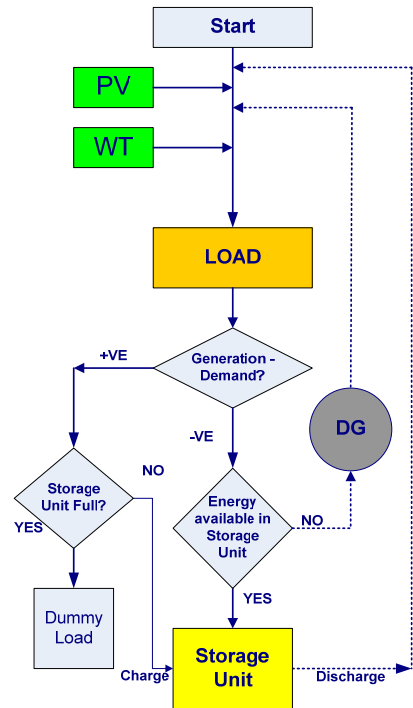 Start
PV
WT
LOAD
+VE
Generation -
Demand?
-VE
DG
NO
Storage
Unit Full?
YES
Energy
available in
Storage
Unit
NO
YES
Dummy
Load
Charge
Storage
Unit
Discharge